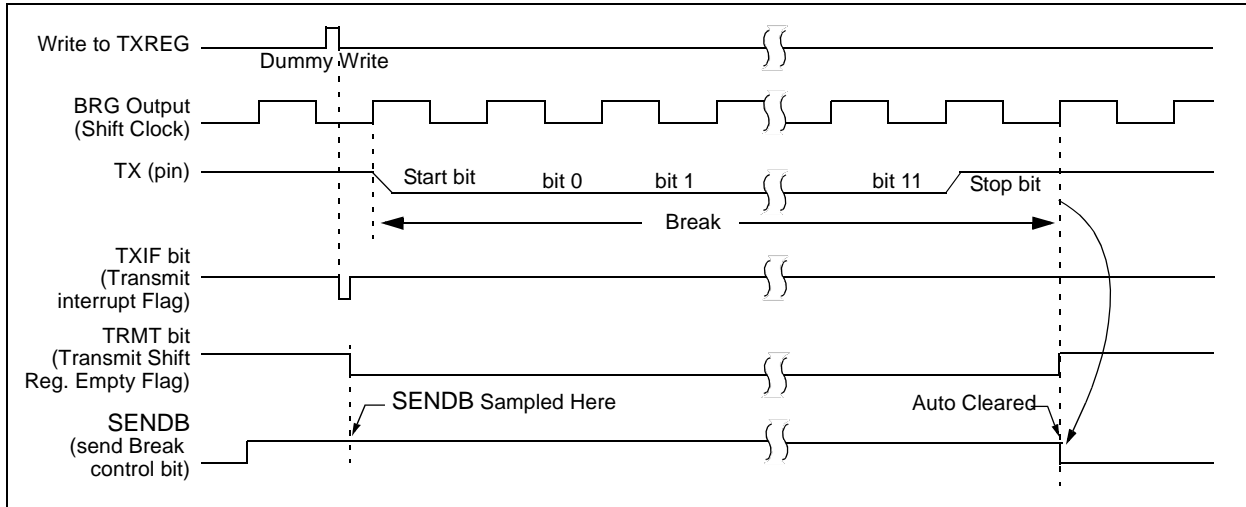 Write to TXREG
Dummy Write
BRG Output
(Shift Clock)
TX (pin)
Start bit
bit 0
bit 1
bit 11
Stop bit
Break
TXIF bit
(Transmit
interrupt Flag)
TRMT bit
(Transmit Shift
Reg. Empty Flag)
SENDB Sampled Here
Auto Cleared
SENDB
(send Break
control bit)